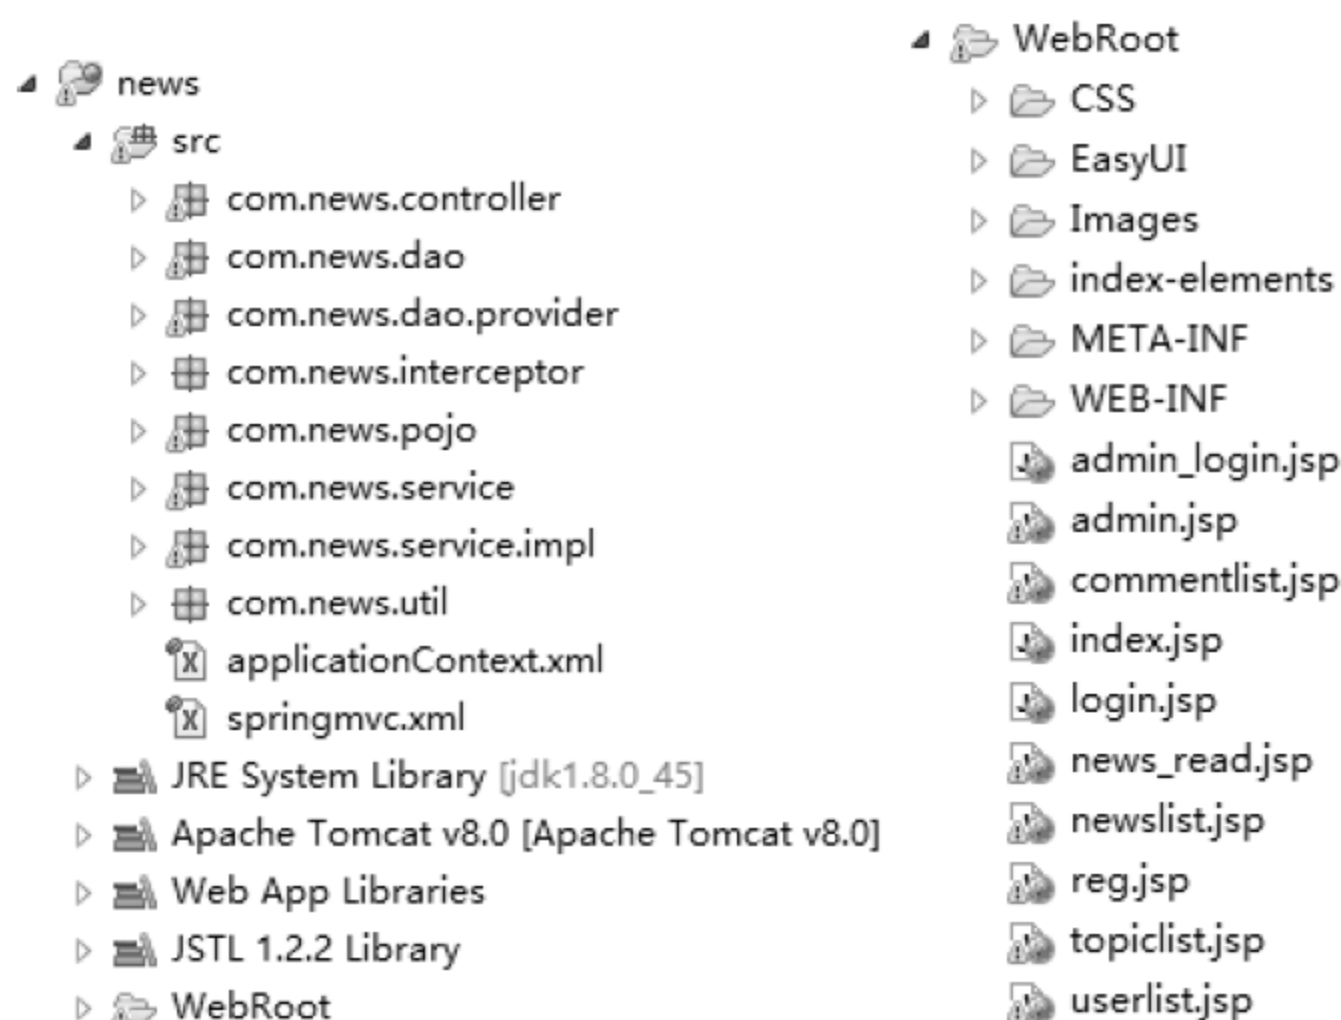 news
src
com.news.controller
com.news.dao
com.news.dao.provider
com.news.interceptor
com.news.pojo
com.news.service
com.news.service.impl
com.news.util
applicationContext.xml
springmvc.xml
JRE System Library [jdk1.8.0_45]
Apache Tomcat v8.0 [Apache Tomcat v8.0]
Web App Libraries
JSTL 1.2.2 Library
WebRoot
WebRoot
CSS
EasyUI
Images
index-elements
META-INF
WEB-INF
admin_login.jsp
admin.jsp
commentlist.jsp
index.jsp
login.jsp
news_read.jsp
newslist.jsp
reg.jsp
topiclist.jsp
userlist.jsp